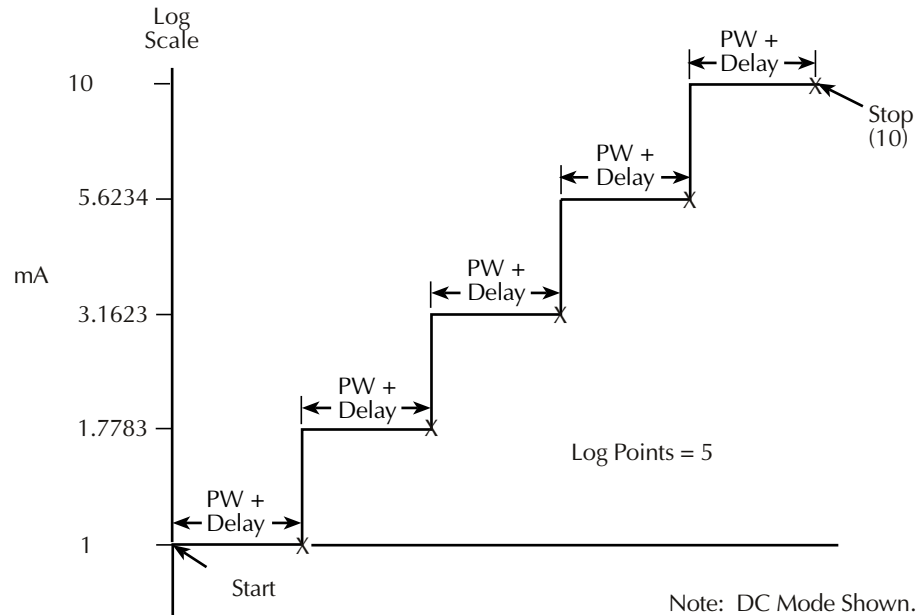 Log
Scale
PW +
Delay
10
Stop
(10)
PW +
Delay
5.6234
PW +
Delay
mA
3.1623
PW +
Delay
1.7783
Log Points = 5
PW +
Delay
1
Start
Note: DC Mode Shown.